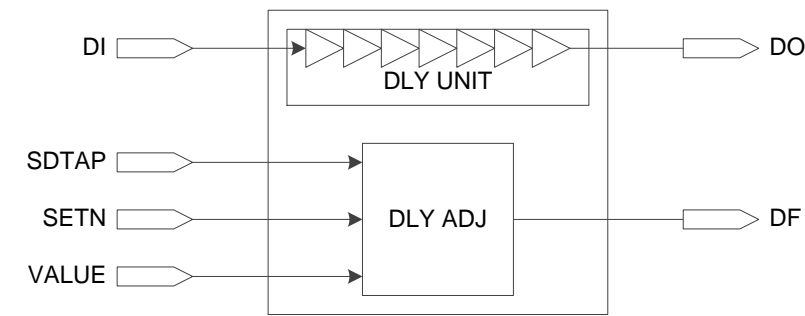 DI
DO
DLY UNIT
SDTAP
SETN
DLY ADJ
DF
VALUE